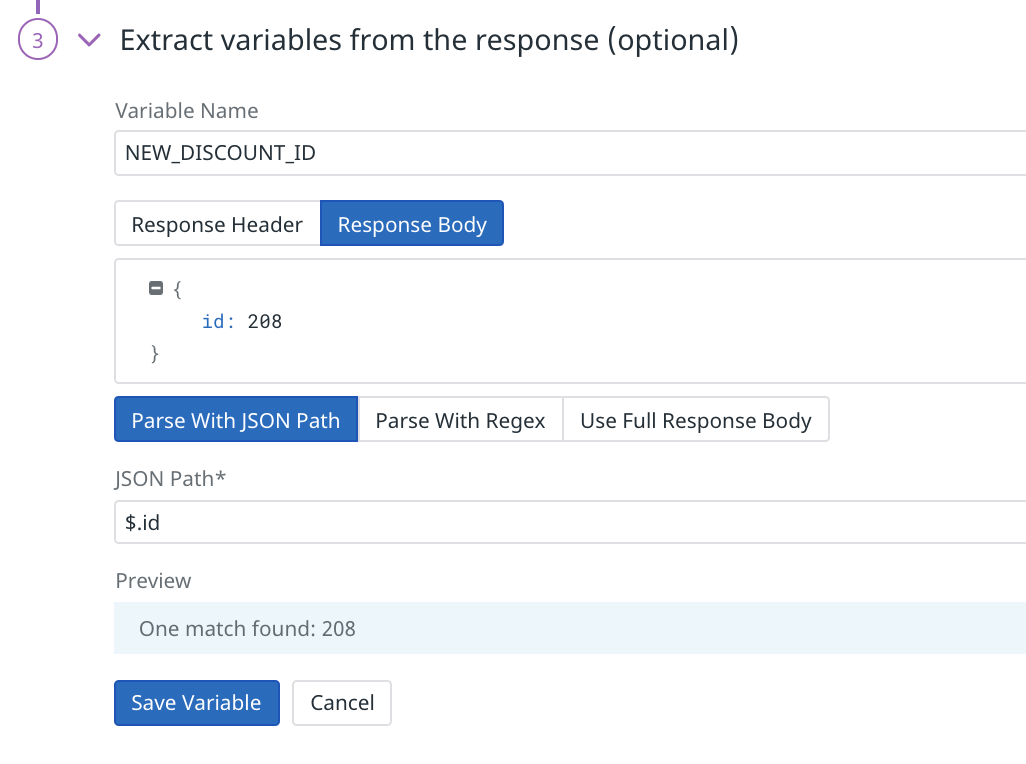 3
Extract variables from the response (optional)
Variable Name
NEW_DISCOUNT_ID
Response Header Response Body
{
id: 208
}
Parse With JSON Path Parse With Regex Use Full Response Body
JSON Path*
$.id
Preview
One match found: 208
Save Variable Cancel